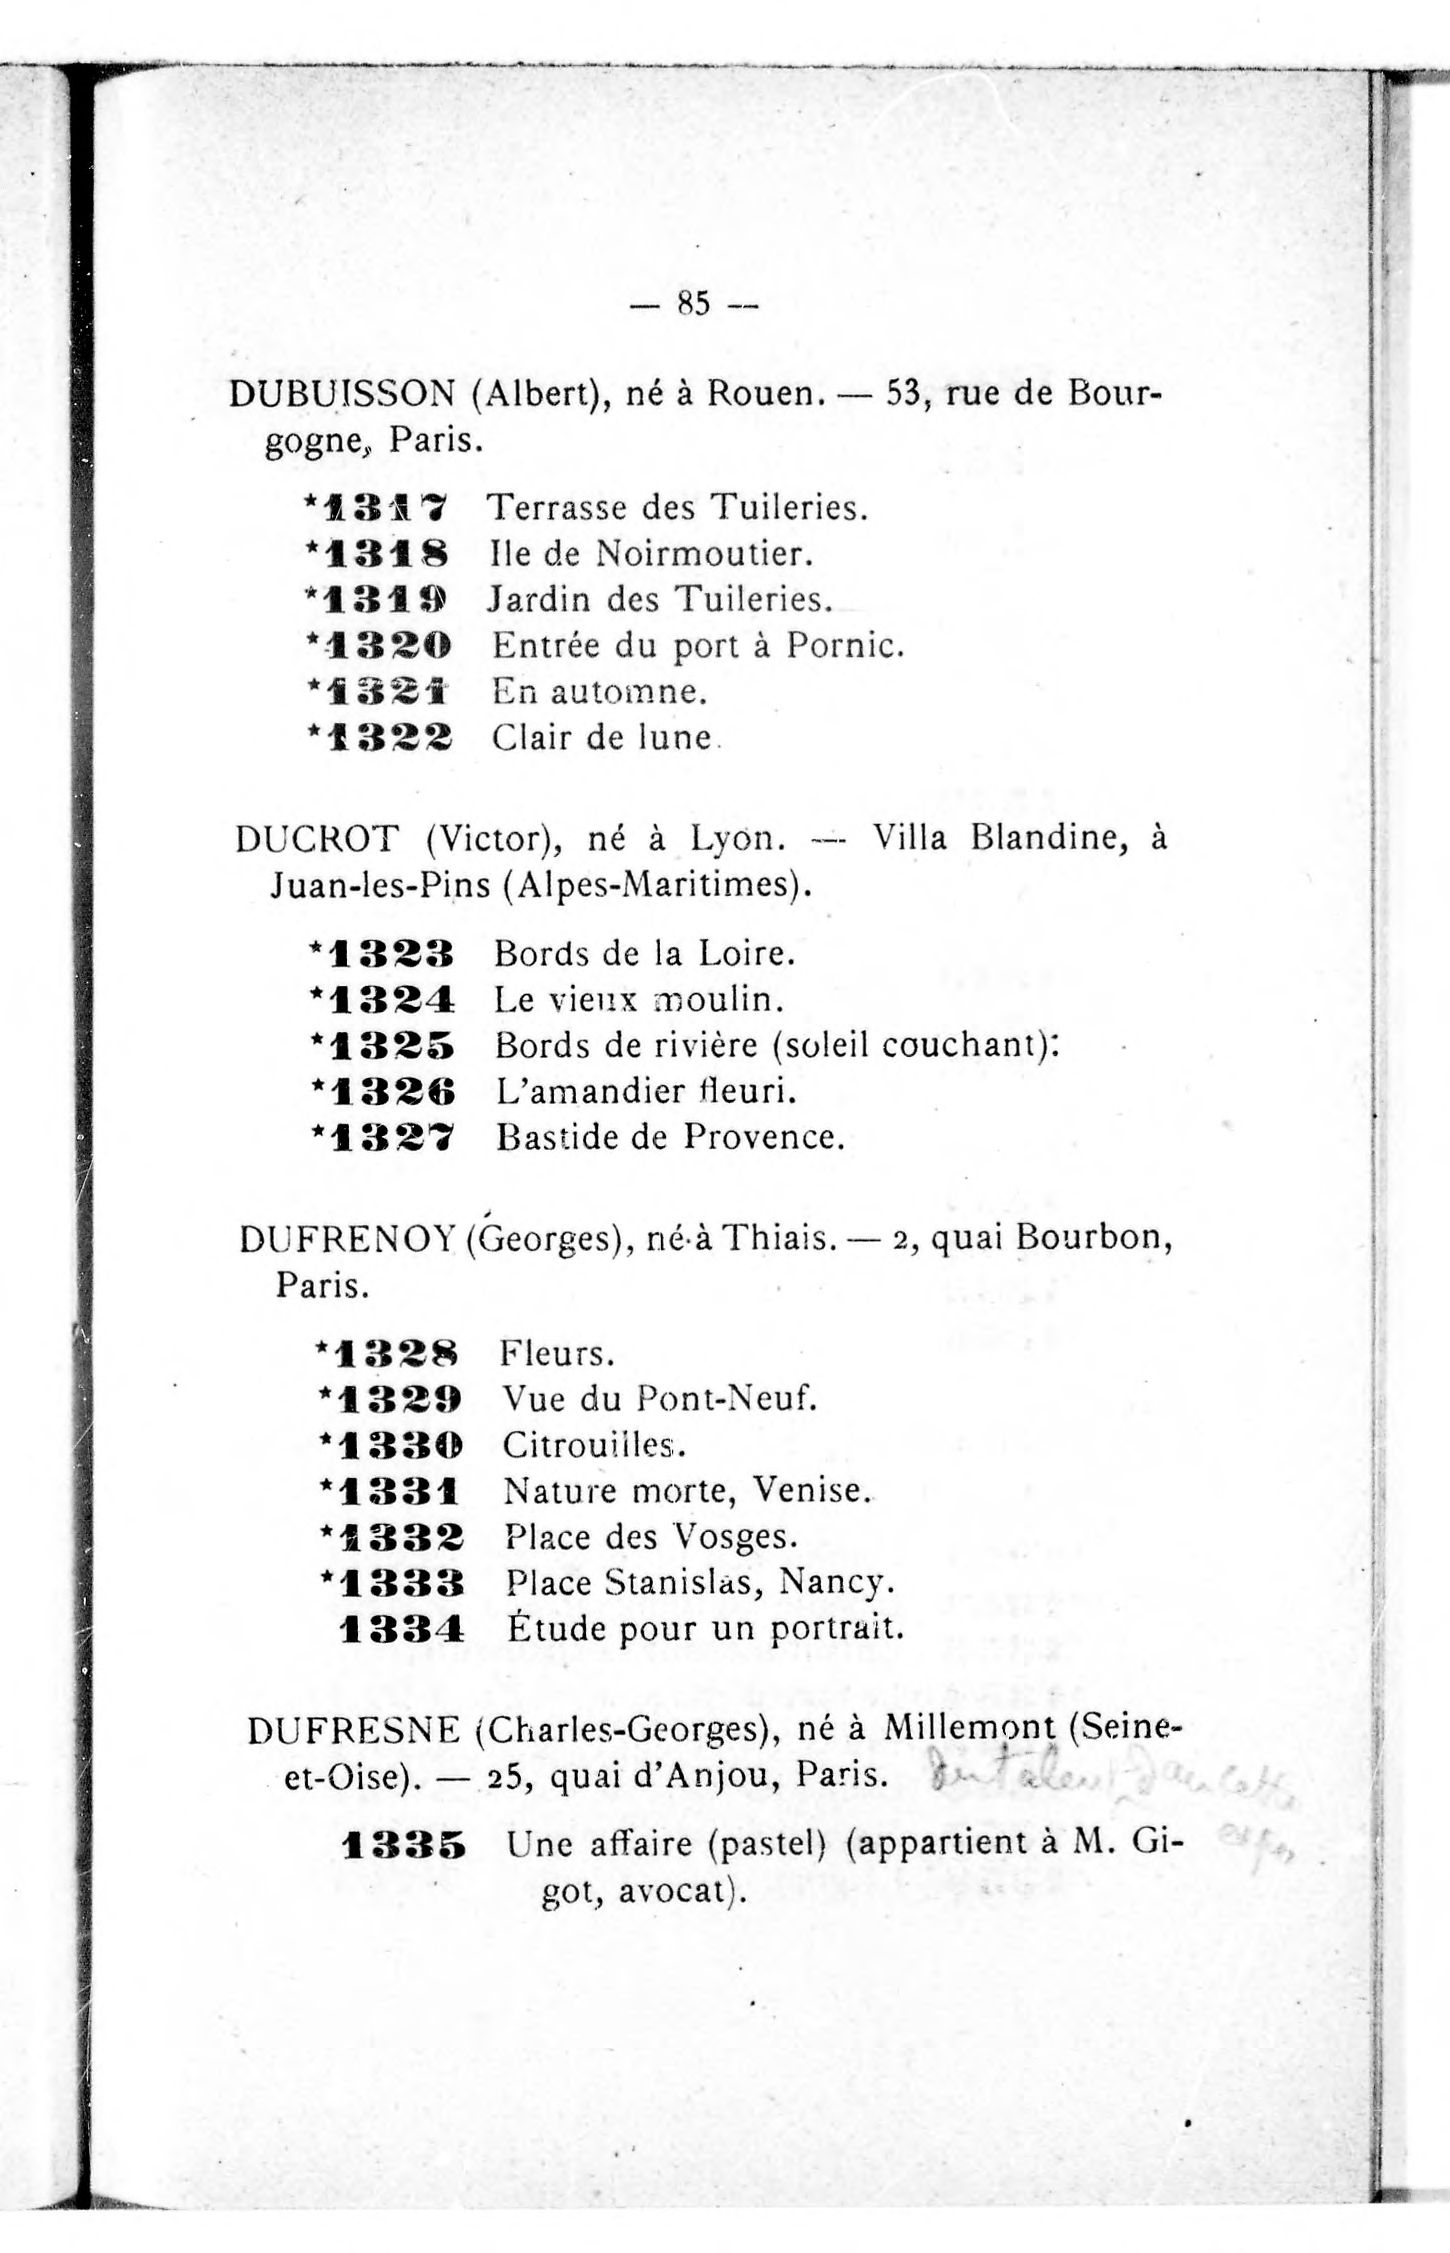 — 85 —
DUBUISSON (Albert), né à Rouen. — 53, rue de Bour-
gogne, Paris.
*1317 Terrasse des Tuileries.
*1318 Ile de Noirmoutier.
*1319 Jardin des Tuileries.
*1320 Entrée du port à Pornic.
*1321 En automne.
*1322 Clair de lune.
DUCROT (Victor), né à Lyon. — Villa Blandine, à
Juan-les-Pins (Alpes-Maritimes).
*1323 Bords de la Loire.
*1324 Le vieux moulin.
*1325 Bords de rivière (soleil couchant).
*1326 L'amandier fleuri.
*1327 Bastide de Provence.
DUFRENOY (Georges), né à Thiais. — 2, quai Bourbon,
Paris.
*1328 Fleurs.
*1329 Vue du Pont-Neuf.
*1330 Citrouilles.
*1331 Nature morte, Venise.
*1332 Place des Vosges.
*1333 Place Stanislas, Nancy.
1334 Étude pour un portrait.
DUFRESNE (Charles-Georges), né à Millemont (Seine-
et-Oise). — 25, quai d'Anjou, Paris.
1335 Une affaire (pastel) (appartient à M. Gi-
got, avocat).